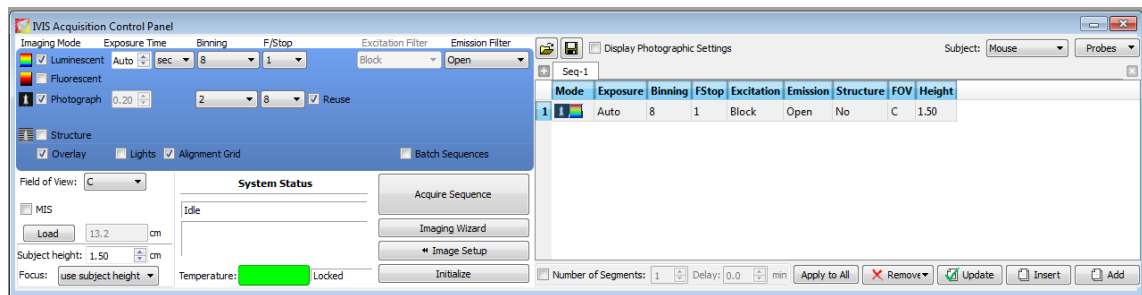 IVIS Acquisition Control Panel
Imaging Mode Exposure Time Binning F/Stop Excitation Filter Emission Filter
Luminescent Auto sec 8 1 Block Open
Fluorescent
Photograph 0.20 2 8 Reuse
Structure
Overlay Lights Alignment Grid Batch Sequences
Field of View: C
MIS
Load 13.2 cm
Subject height: 1.50 cm
Focus: use subject height
System Status
Idle
Temperature: Locked
Acquire Sequence
Imaging Wizard
Image Setup
Initialize
Display Photographic Settings Subject: Mouse Probes
Seq-1
Mode Exposure Binning FStop Excitation Emission Structure FOV Height
1 Auto 8 1 Block Open No C 1.50
Number of Segments: 1 Delay: 0.0 min Apply to All Remove Update Insert Add